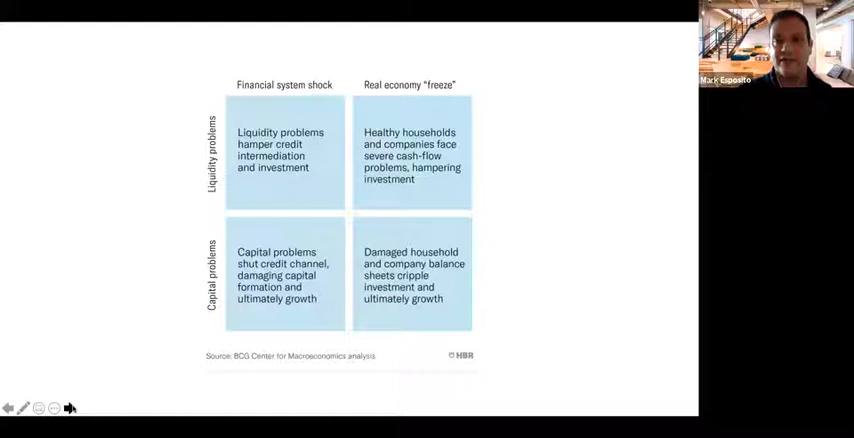 Financial system shock
Real economy "freeze"
Liquidity problems
Liquidity problems
hamper credit
intermediation
and investment
Healthy households
and companies face
severe cash-flow
problems, hampering
investment
Capital problems
Capital problems
shut credit channel,
damaging capital
formation and
ultimately growth
Damaged household
and company balance
sheets cripple
investment and
ultimately growth
Source: BCG Center for Macroeconomics analysis
HBR
Mark Esposito